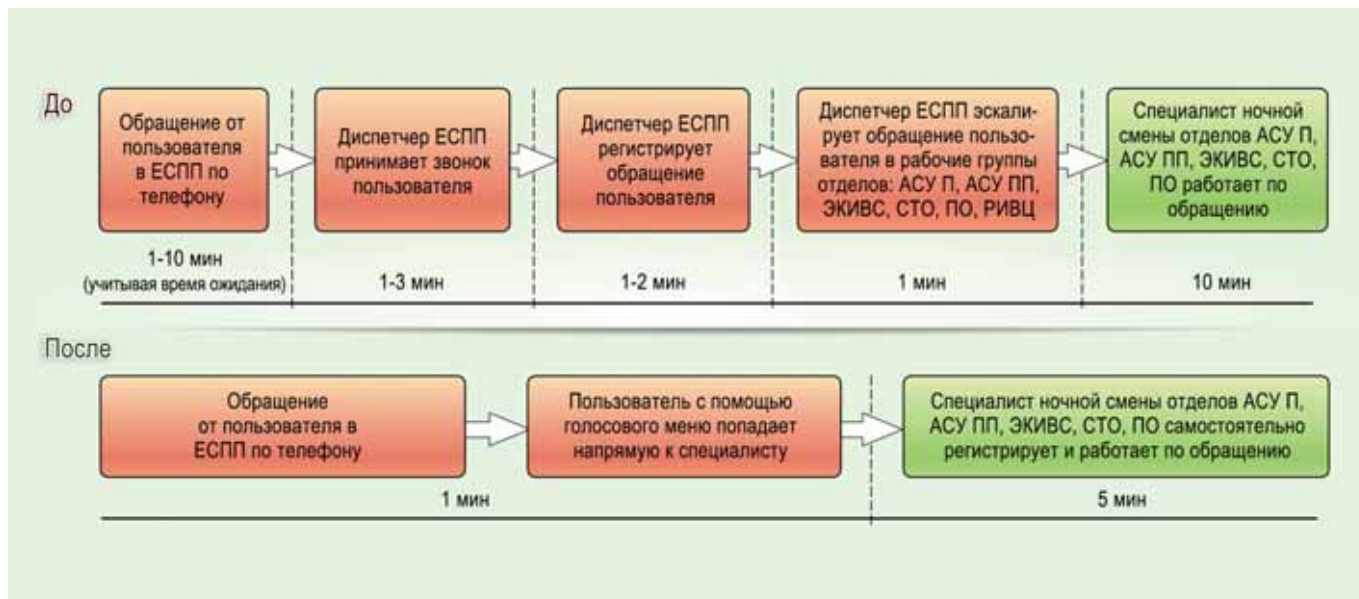 До
Обращение от
пользователя
в ЕСПП по
телефону
Диспетчер ЕСПП
принимает звонок
пользователя
Диспетчер ЕСПП
регистрирует
обращение
пользователя
Диспетчер ЕСПП эскали-
рует обращение пользо-
вателя в рабочие группы
отделов: АСУ П, АСУ ПП,
ЭКИВС, СТО, ПО, РИВЦ
Специалист ночной
смены отделов АСУ П,
АСУ ПП, ЭКИВС, СТО,
ПО работает по
обращению
1-10 мин
(учитывая время ожидания)
1-3 мин
1-2 мин
1 мин
10 мин
После
Обращение
от пользователя в
ЕСПП по телефону
Пользователь с помощью
голосового меню попадает
напрямую к специалисту
Специалист ночной смены отделов АСУ П,
АСУ ПП, ЭКИВС, СТО, ПО самостоятельно
регистрирует и работает по обращению
1 мин
5 мин